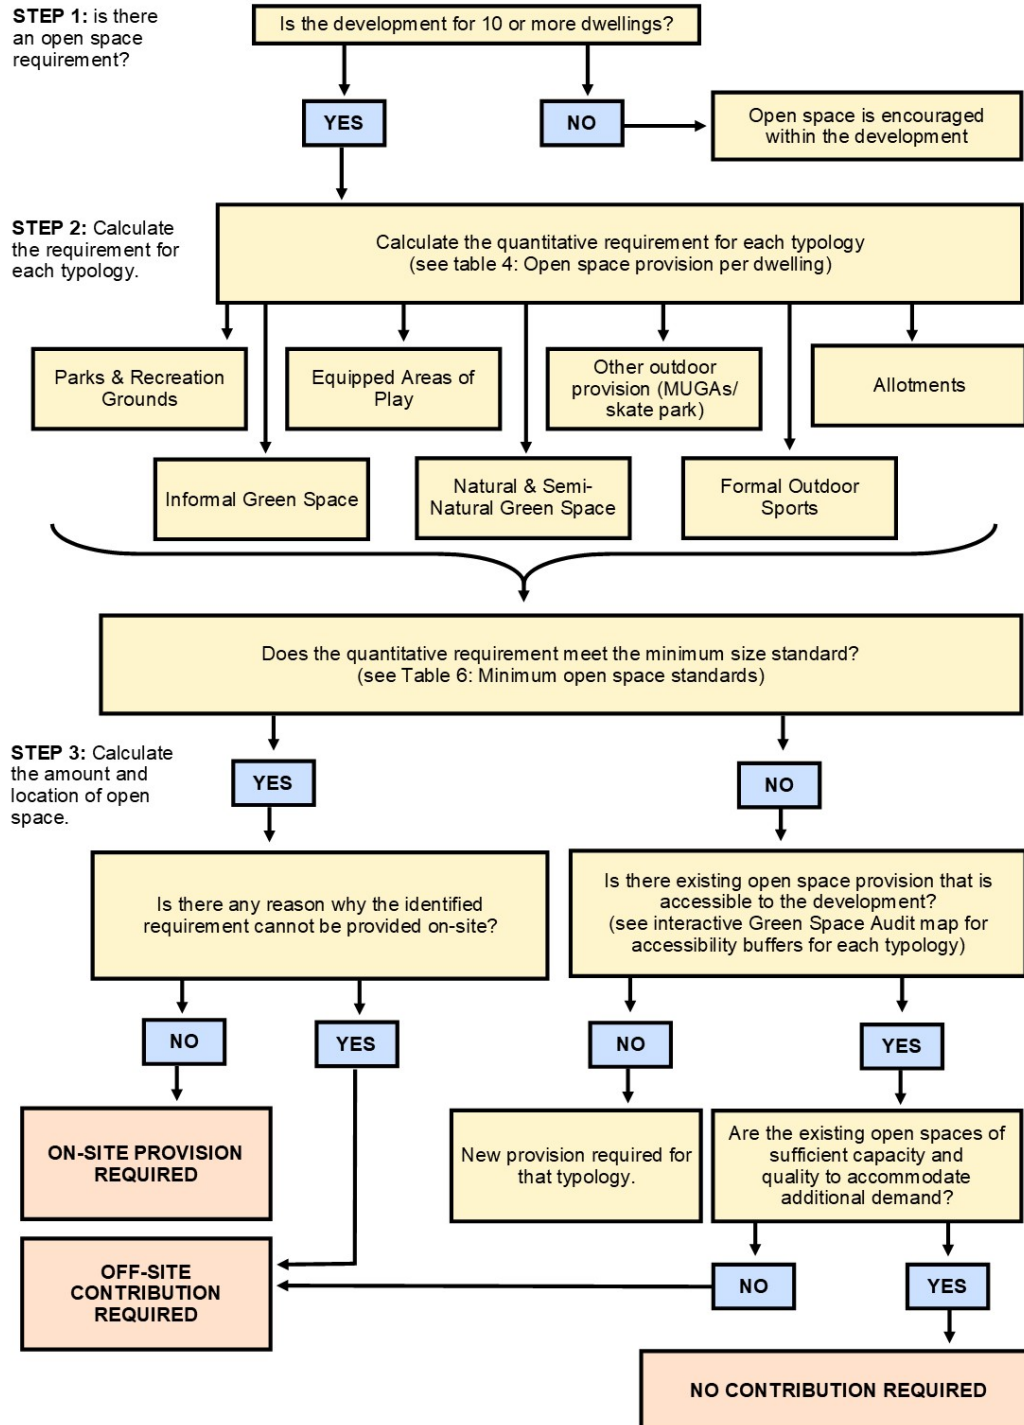 STEP 1: is there
an open space
requirement?
Is the development for 10 or more dwellings?
YES
NO
Open space is encouraged
within the development
STEP 2: Calculate
the requirement for
each typology.
Calculate the quantitative requirement for each typology
(see table 4: Open space provision per dwelling)
Parks & Recreation
Grounds
Equipped Areas of
Play
Other outdoor
provision (MUGAs/
skate park)
Allotments
Informal Green Space
Natural & Semi-
Natural Green Space
Formal Outdoor
Sports
Does the quantitative requirement meet the minimum size standard?
(see Table 6: Minimum open space standards)
STEP 3: Calculate
the amount and
location of open
space.
YES
NO
Is there any reason why the identified
requirement cannot be provided on-site?
Is there existing open space provision that is
accessible to the development?
(see interactive Green Space Audit map for
accessibility buffers for each typology)
NO
YES
NO
YES
ON-SITE PROVISION
REQUIRED
New provision required for
that typology.
Are the existing open spaces of
sufficient capacity and
quality to accommodate
additional demand?
OFF-SITE
CONTRIBUTION
REQUIRED
NO
YES
NO CONTRIBUTION REQUIRED